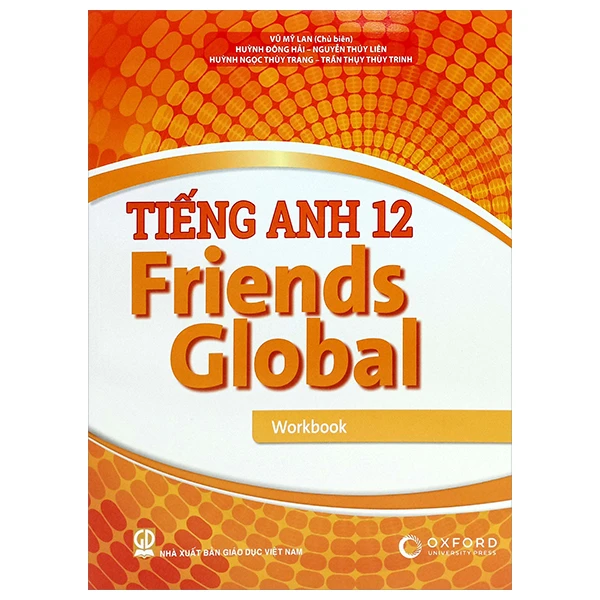 VŨ MỸ LAN (Chủ biên)
HUỲNH ĐÔNG HẢI – NGUYỄN THÚY LIÊN
HUỲNH NGỌC THÙY TRANG – TRẦN THỤY THÙY TRINH
TIẾNG ANH 12
Friends
Global
Workbook
NHÀ XUẤT BẢN GIÁO DỤC VIỆT NAM
OXFORD
UNIVERSITY PRESS